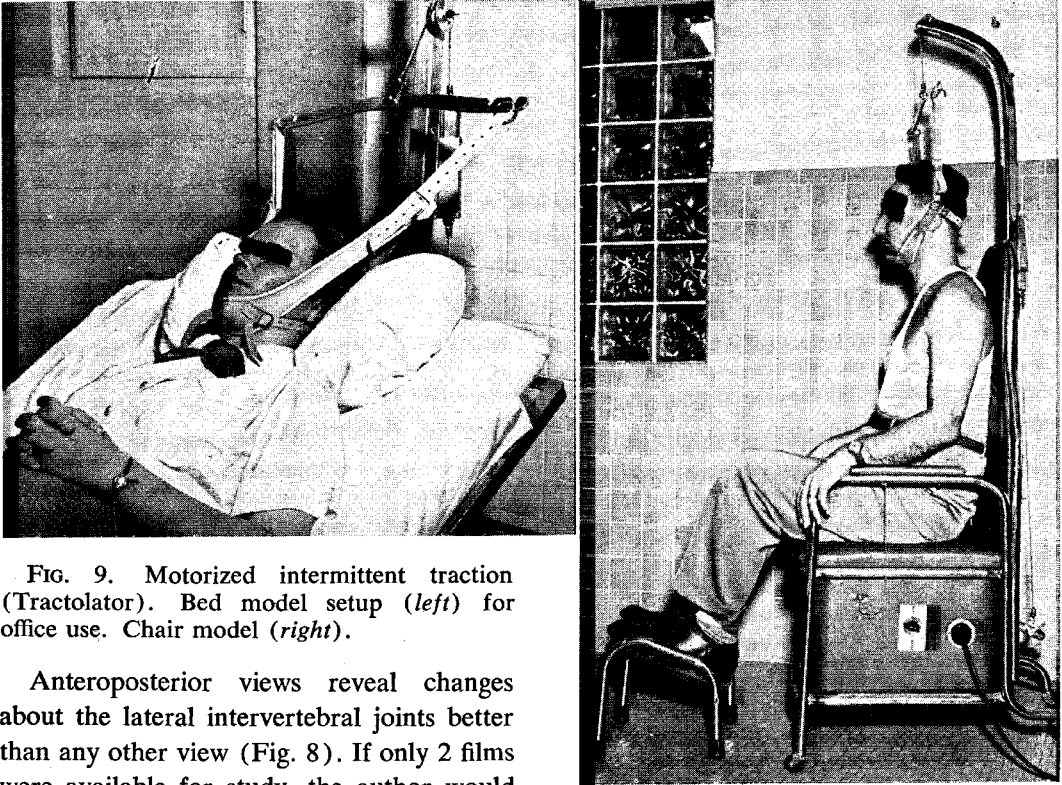 FIG. 9. Motorized intermittent traction
(Tractolator). Bed model setup (left) for
office use. Chair model (right).
Anteroposterior views reveal changes
about the lateral intervertebral joints better
than any other view (Fig. 8). If only 2 films
were available for study, the author would